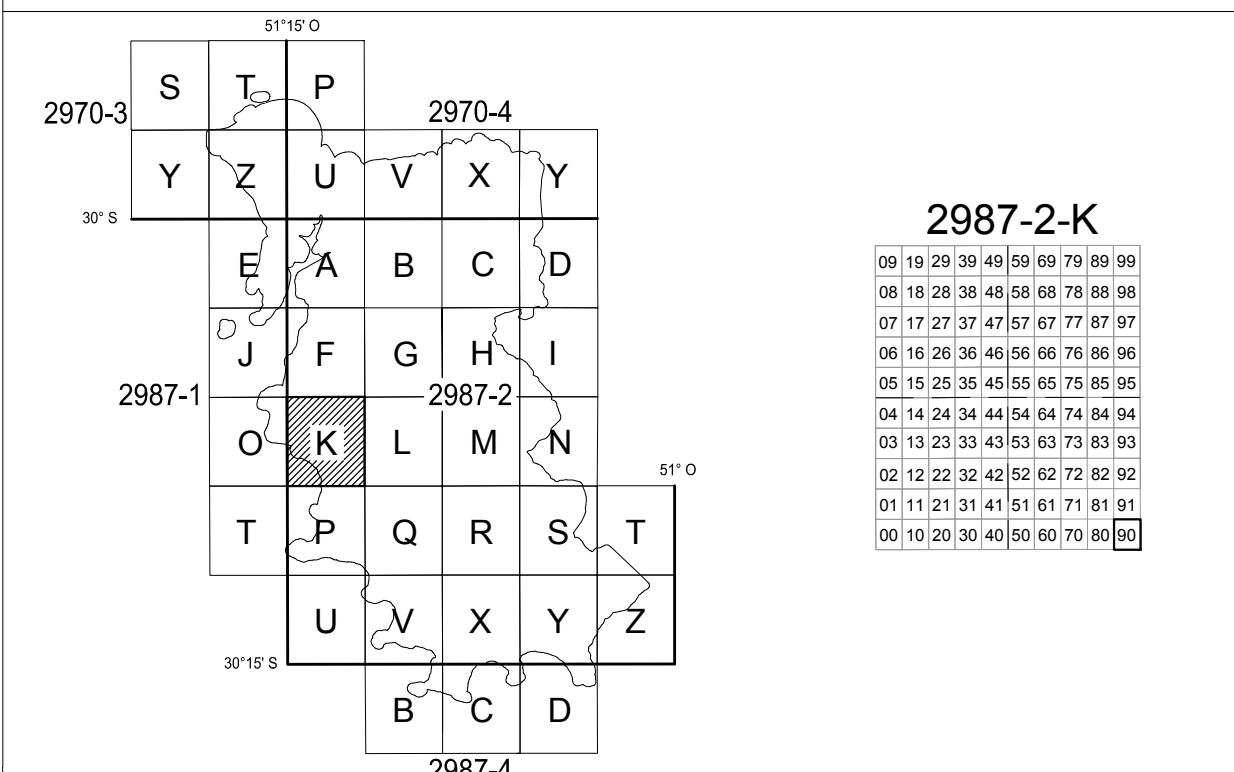 51°15' O
S T P
2970-3
2970-4
Y Z U V X Y
30° S
E A B C D
J F G H I
2987-1
2987-2
O K L M N
51° O
T P Q R S T
U V X Y Z
30°15' S
B C D
2987-4
2987-2-K
09 19 29 39 49 59 69 79 89 99
08 18 28 38 48 58 68 78 88 98
07 17 27 37 47 57 67 77 87 97
06 16 26 36 46 56 66 76 86 96
05 15 25 35 45 55 65 75 85 95
04 14 24 34 44 54 64 74 84 94
03 13 23 33 43 53 63 73 83 93
02 12 22 32 42 52 62 72 82 92
01 11 21 31 41 51 61 71 81 91
00 10 20 30 40 50 60 70 80 90